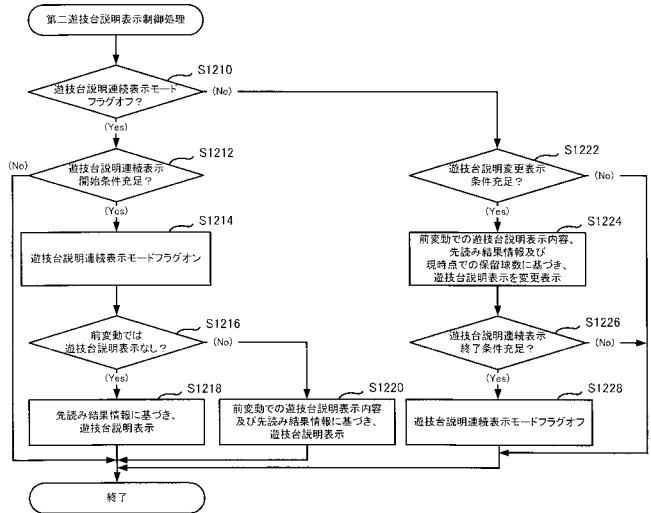 第二遊技台説明表示制御処理
S1210
遊技台説明連続表示モード
フラグオフ？
(No)
(Yes)
S1212
遊技台説明連続表示
開始条件充足？
(No)
(Yes)
S1214
遊技台説明連続表示モードフラグオン
S1216
前変動では
遊技台説明表示なし？
(No)
(Yes)
S1218
先読み結果情報に基づき、
遊技台説明表示
S1220
前変動での遊技台説明表示内容
及び先読み結果情報に基づき、
遊技台説明表示
S1222
遊技台説明変更表示
条件充足？
(No)
(Yes)
S1224
前変動での遊技台説明表示内容、
先読み結果情報及び
現時点での保留球数に基づき、
遊技台説明表示を変更表示
S1226
遊技台説明連続表示
終了条件充足？
(No)
(Yes)
S1228
遊技台説明連続表示モードフラグオフ
終了